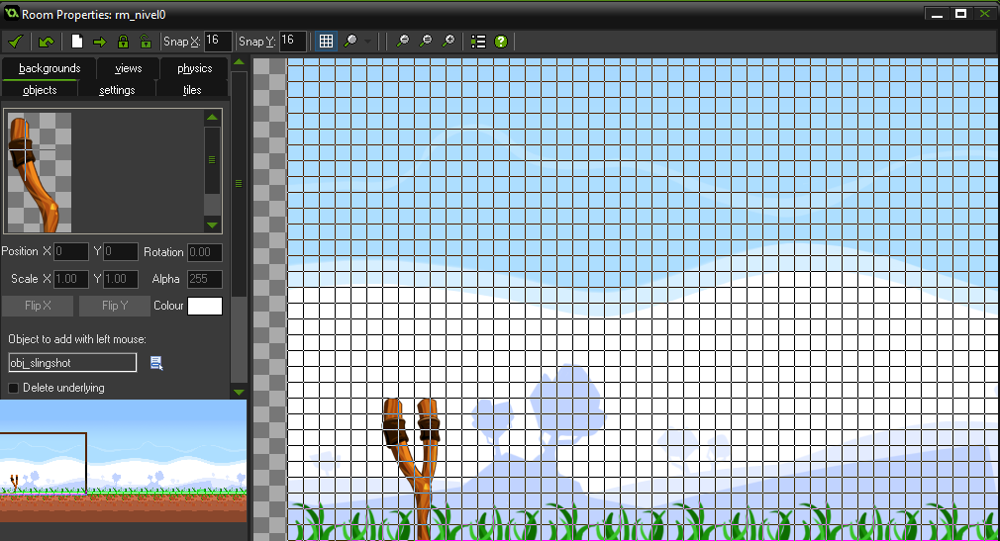 Room Properties: rm_nivel0
Snap X: 16 Snap Y: 16
backgrounds views physics
objects settings tiles
Position X 0 Y 0 Rotation 0.00
Scale X 1.00 Y 1.00 Alpha 255
Flip X Flip Y Colour
Object to add with left mouse:
obj_slingshot
Delete underlying